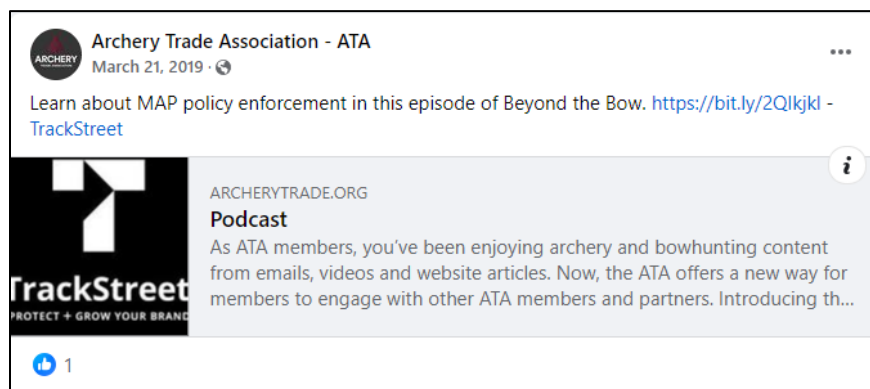 Archery Trade Association - ATA
March 21, 2019 ·
Learn about MAP policy enforcement in this episode of Beyond the Bow. https://bit.ly/2QIkjkl -
TrackStreet
ARCHERY
TrackStreet
PROTECT + GROW YOUR BRAND
ARCHERYTRADE.ORG
Podcast
As ATA members, you've been enjoying archery and bowhunting content
from emails, videos and website articles. Now, the ATA offers a new way for
members to engage with other ATA members and partners. Introducing th...
1